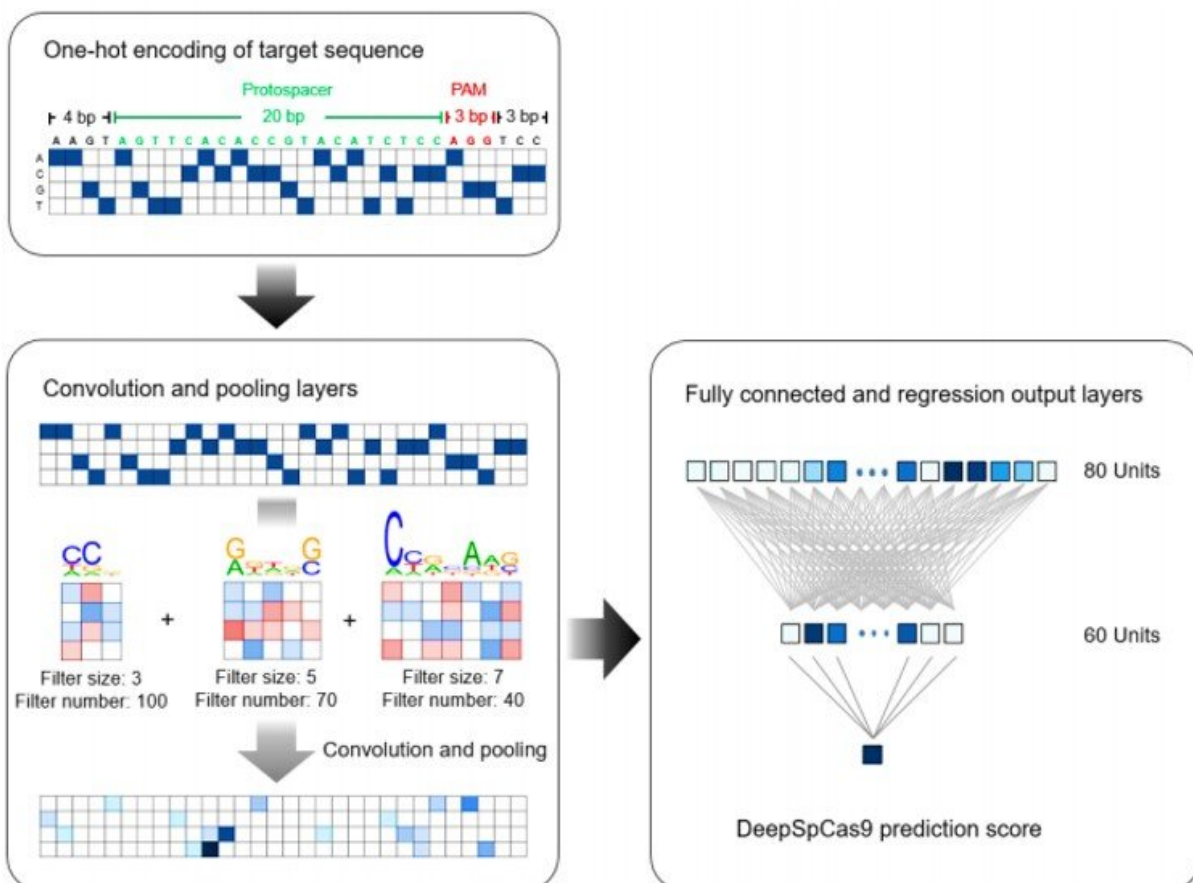 One-hot encoding of target sequence
Protospacer PAM
4 bp 20 bp 3 bp 3 bp
A A G T A G T T C A C A C C G T A C A T C T C C A G G T C C
A
C
G
T
Convolution and pooling layers
Filter size: 3 Filter size: 5 Filter size: 7
Filter number: 100 Filter number: 70 Filter number: 40
+ +
Convolution and pooling
Fully connected and regression output layers
80 Units
60 Units
DeepSpCas9 prediction score